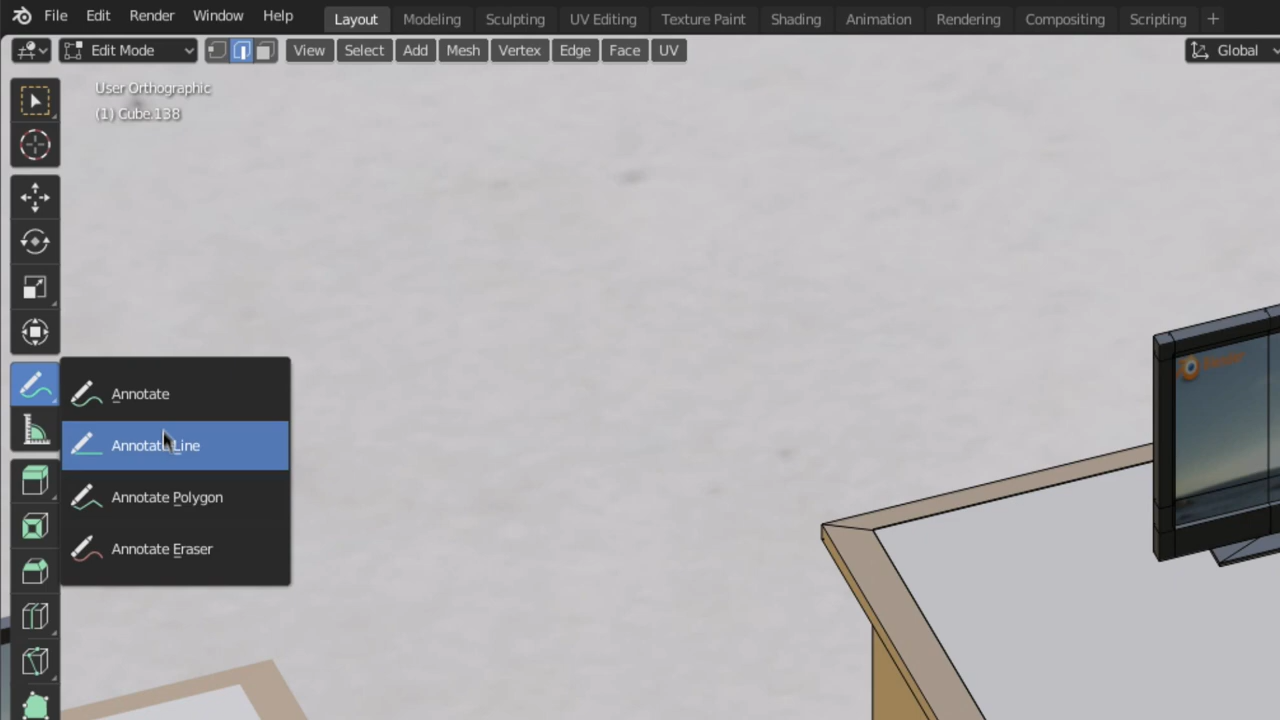 File Edit Render Window Help Layout Modeling Sculpting UV Editing Texture Paint Shading Animation Rendering Compositing Scripting +
Edit Mode View Select Add Mesh Vertex Edge Face UV Global
User Orthographic
(1) Cube.138
Annotate
Annotate Line
Annotate Polygon
Annotate Eraser